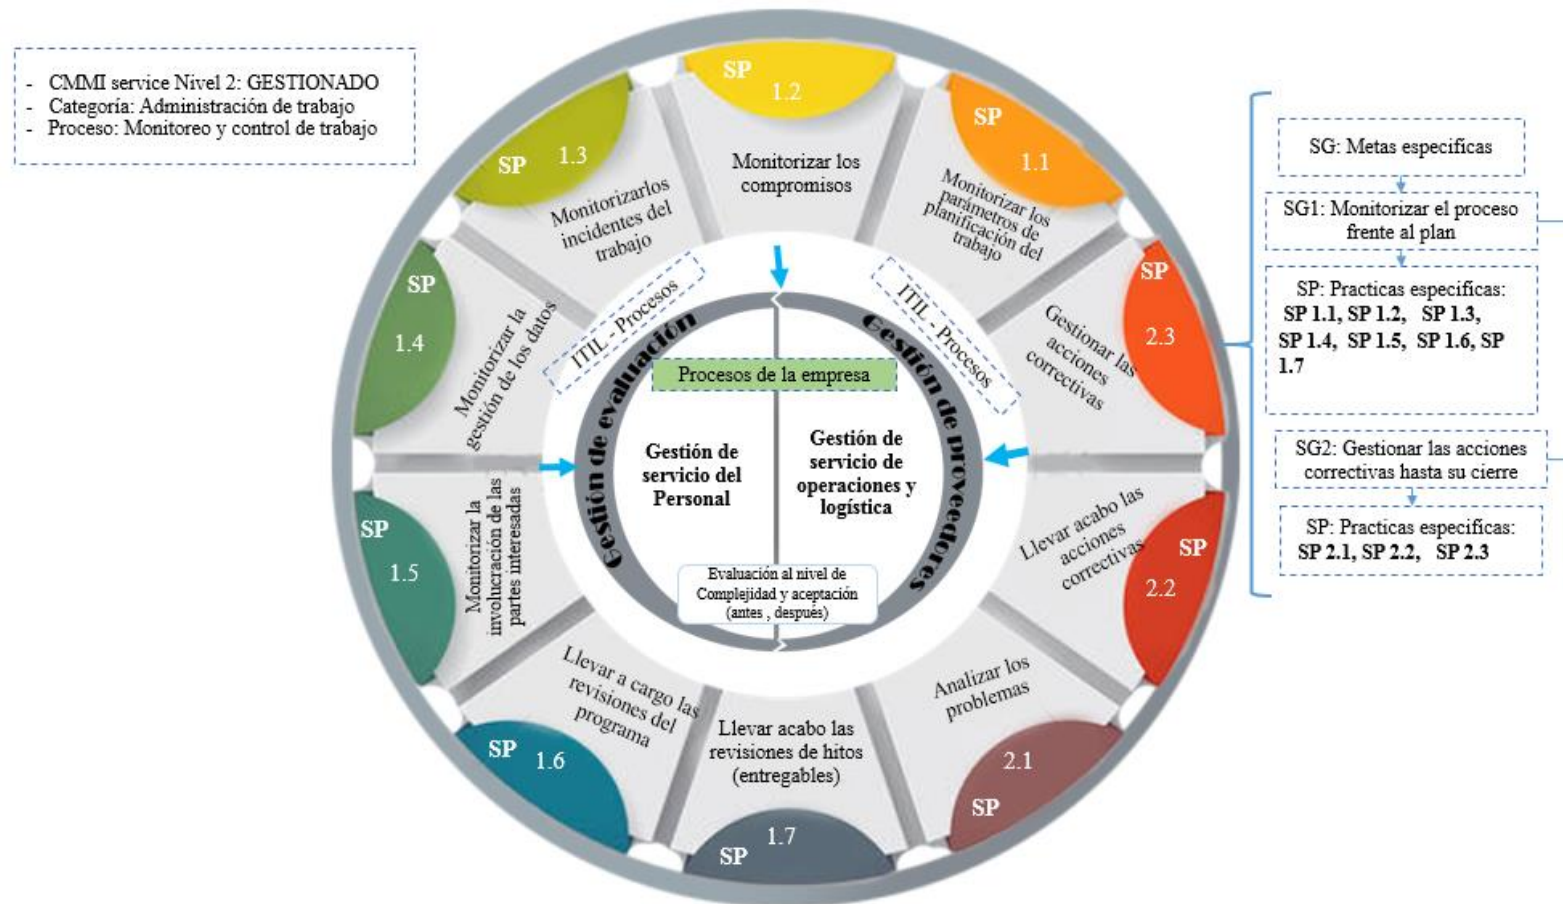 - CMMI service Nivel 2: GESTIONADO
- Categoría: Administración de trabajo
- Proceso: Monitoreo y control de trabajo
SP
1.2
Monitorizar los
compromisos
SP
1.1
Monitorizar los
parámetros de
planificación del
trabajo
SP
2.3
Gestionar las
acciones
correctivas
SP
2.2
Llevar acabo las
acciones
correctivas
2.1
SP
Analizar los
problemas
1.7
SP
Llevar acabo las
revisiones de hitos
(entregables)
SP 1.6
Llevar a cargo las
revisiones del
programa
SP
1.5
Monitorizar la
involucración de las
partes interesadas
SP
1.4
Monitorizar la
gestión de los datos
SP 1.3
Monitorizarlos
incidentes del
trabajo
ITIL - Procesos
ITIL - Procesos
Gestión de evaluación
Gestión de proveedores
Procesos de la empresa
Gestión de
servicio del
Personal
Gestión de
servicio de
operaciones y
logística
Evaluación al nivel de
Complejidad y aceptación
(antes , después)
SG: Metas especificas
SG1: Monitorizar el proceso
frente al plan
SP: Practicas especificas:
SP 1.1, SP 1.2, SP 1.3,
SP 1.4, SP 1.5, SP 1.6, SP
1.7
SG2: Gestionar las acciones
correctivas hasta su cierre
SP: Practicas especificas:
SP 2.1, SP 2.2, SP 2.3